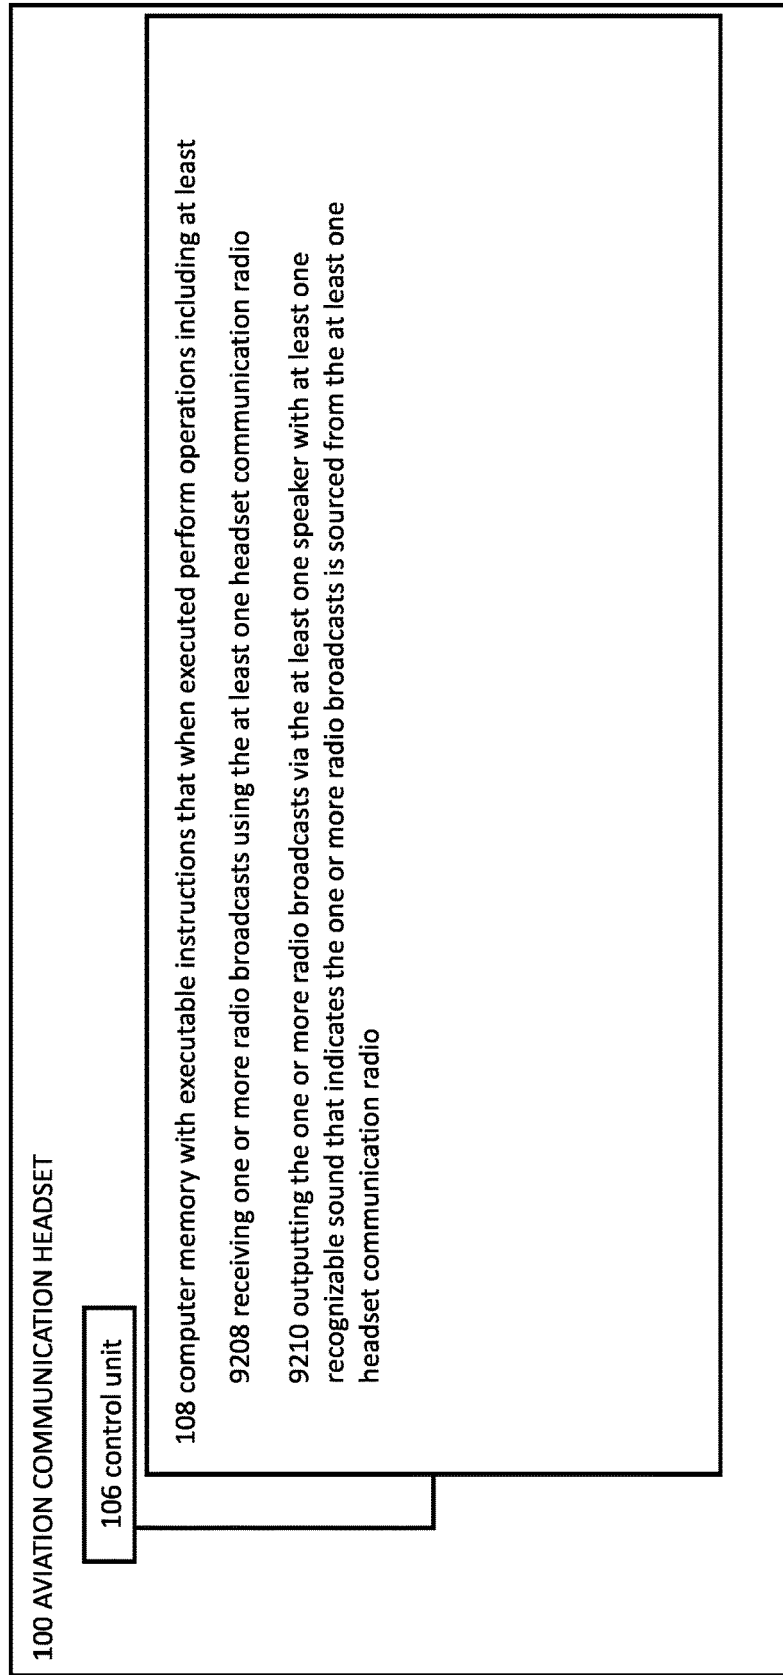 100 AVIATION COMMUNICATION HEADSET
106 control unit
108 computer memory with executable instructions that when executed perform operations including at least
9208 receiving one or more radio broadcasts using the at least one headset communication radio
9210 outputting the one or more radio broadcasts via the at least one speaker with at least one
recognizable sound that indicates the one or more radio broadcasts is sourced from the at least one
headset communication radio